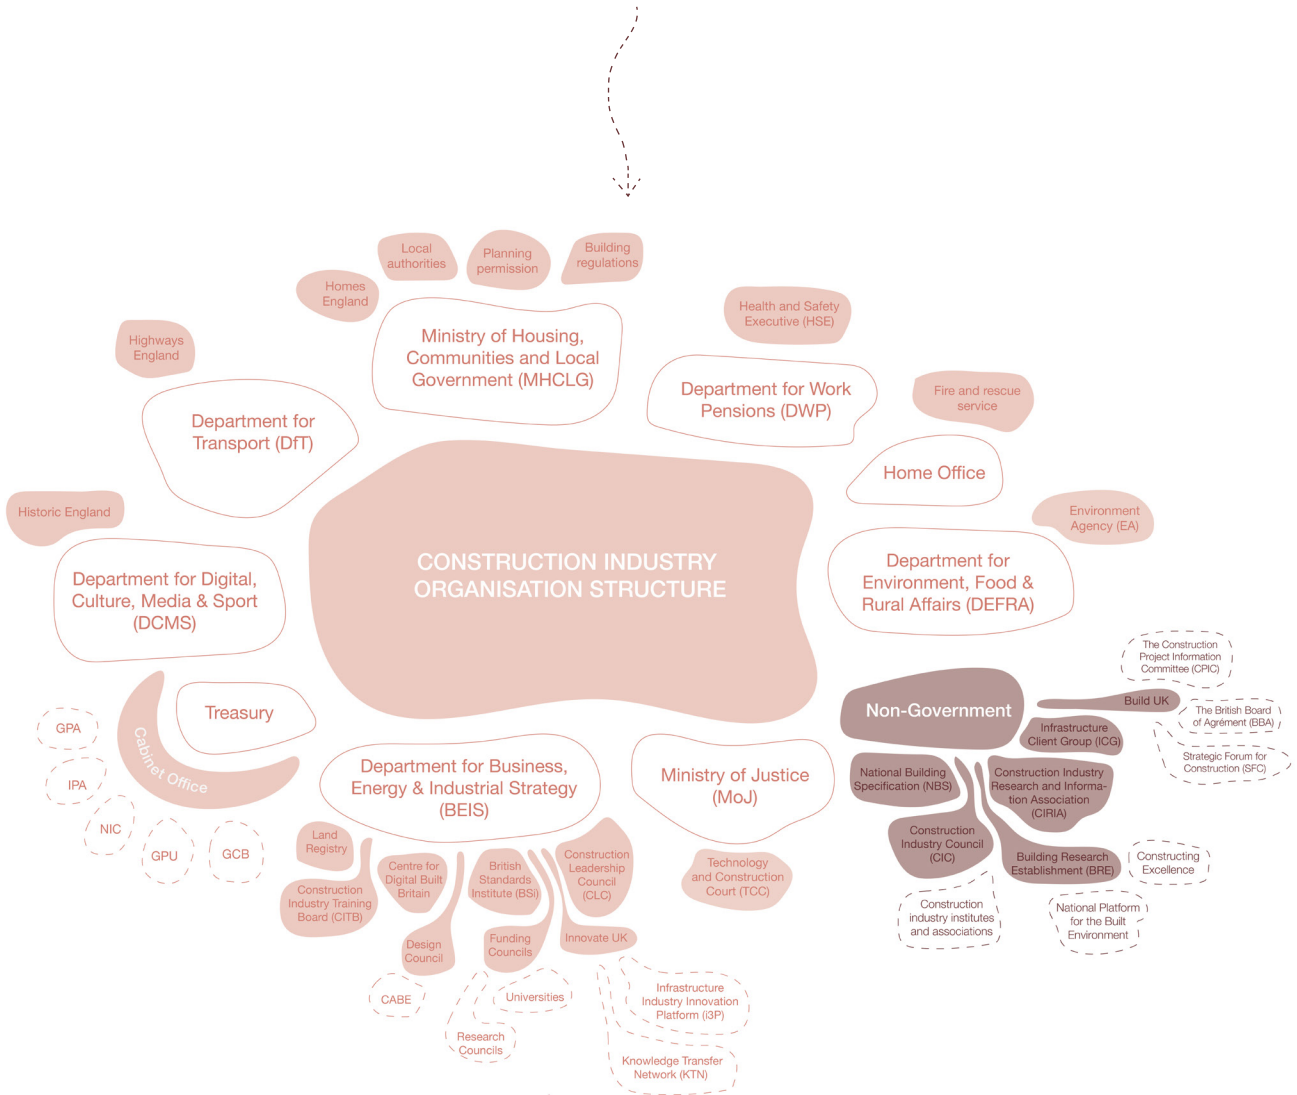 Local
authorities
Planning
permission
Building
regulations
Homes
England
Highways
England
Ministry of Housing,
Communities and Local
Government (MHCLG)
Health and Safety
Executive (HSE)
Department for Work
Pensions (DWP)
Fire and rescue
service
Department for
Transport (DfT)
Home Office
Historic England
Environment
Agency (EA)
CONSTRUCTION INDUSTRY
ORGANISATION STRUCTURE
Department for Digital,
Culture, Media & Sport
(DCMS)
Department for
Environment, Food &
Rural Affairs (DEFRA)
Treasury
Cabinet Office
GPA
IPA
NIC
GPU
GCB
Department for Business,
Energy & Industrial Strategy
(BEIS)
Ministry of Justice
(MoJ)
Land
Registry
Construction
Industry Training
Board (CITB)
Centre for
Digital Built
Britain
Design
Council
CABE
British
Standards
Institute (BSi)
Funding
Councils
Universities
Research
Councils
Construction
Leadership
Council
(CLC)
Innovate UK
Infrastructure
Industry Innovation
Platform (i3P)
Knowledge Transfer
Network (KTN)
Technology
and Construction
Court (TCC)
Non-Government
The Construction
Project Information
Committee (CPIC)
Build UK
The British Board
of Agrément (BBA)
Strategic Forum for
Construction (SFC)
Infrastructure
Client Group (ICG)
National Building
Specification (NBS)
Construction Industry
Research and Informa-
tion Association
(CIRIA)
Construction
Industry Council
(CIC)
Building Research
Establishment (BRE)
Constructing
Excellence
Construction
industry institutes
and associations
National Platform
for the Built
Environment